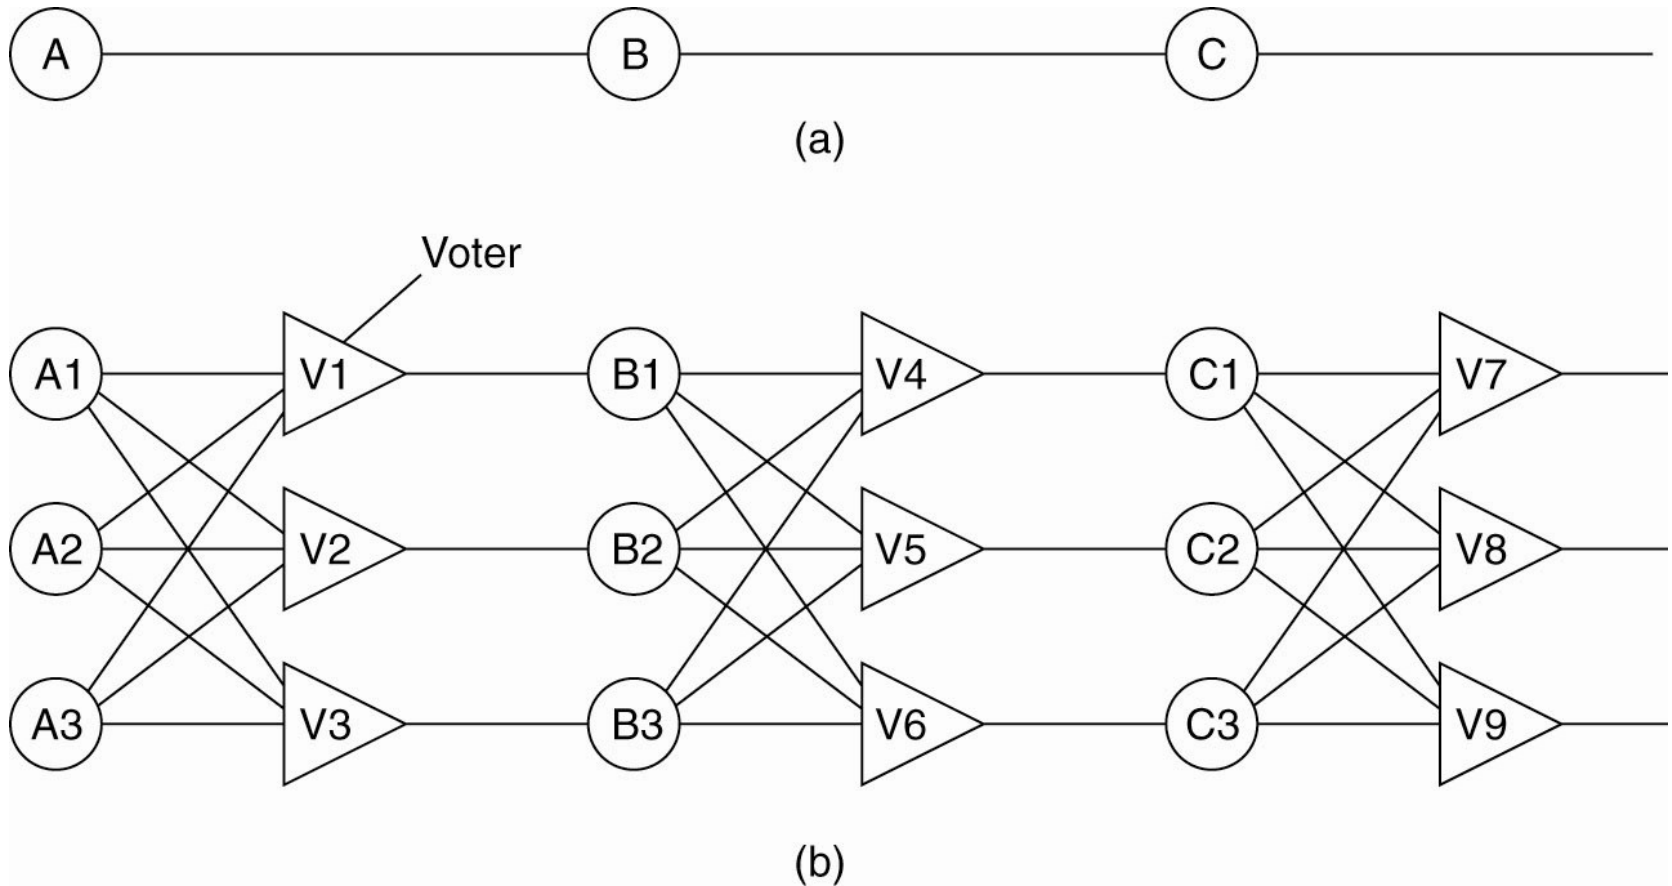 A B C
(a)
Voter
A1 V1 B1 V4 C1 V7
A2 V2 B2 V5 C2 V8
A3 V3 B3 V6 C3 V9
(b)